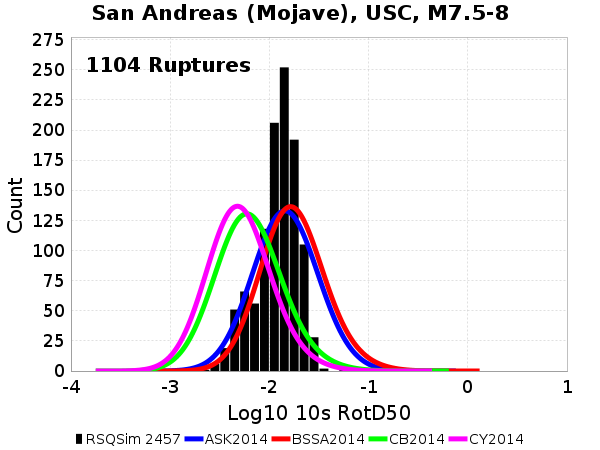 San Andreas (Mojave), USC, M7.5-8
1104 Ruptures
275
250
225
200
175
150
125
100
75
50
25
0
Count
-4 -3 -2 -1 0 1
Log10 10s RotD50
RSQSim 2457 ASK2014 BSSA2014 CB2014 CY2014